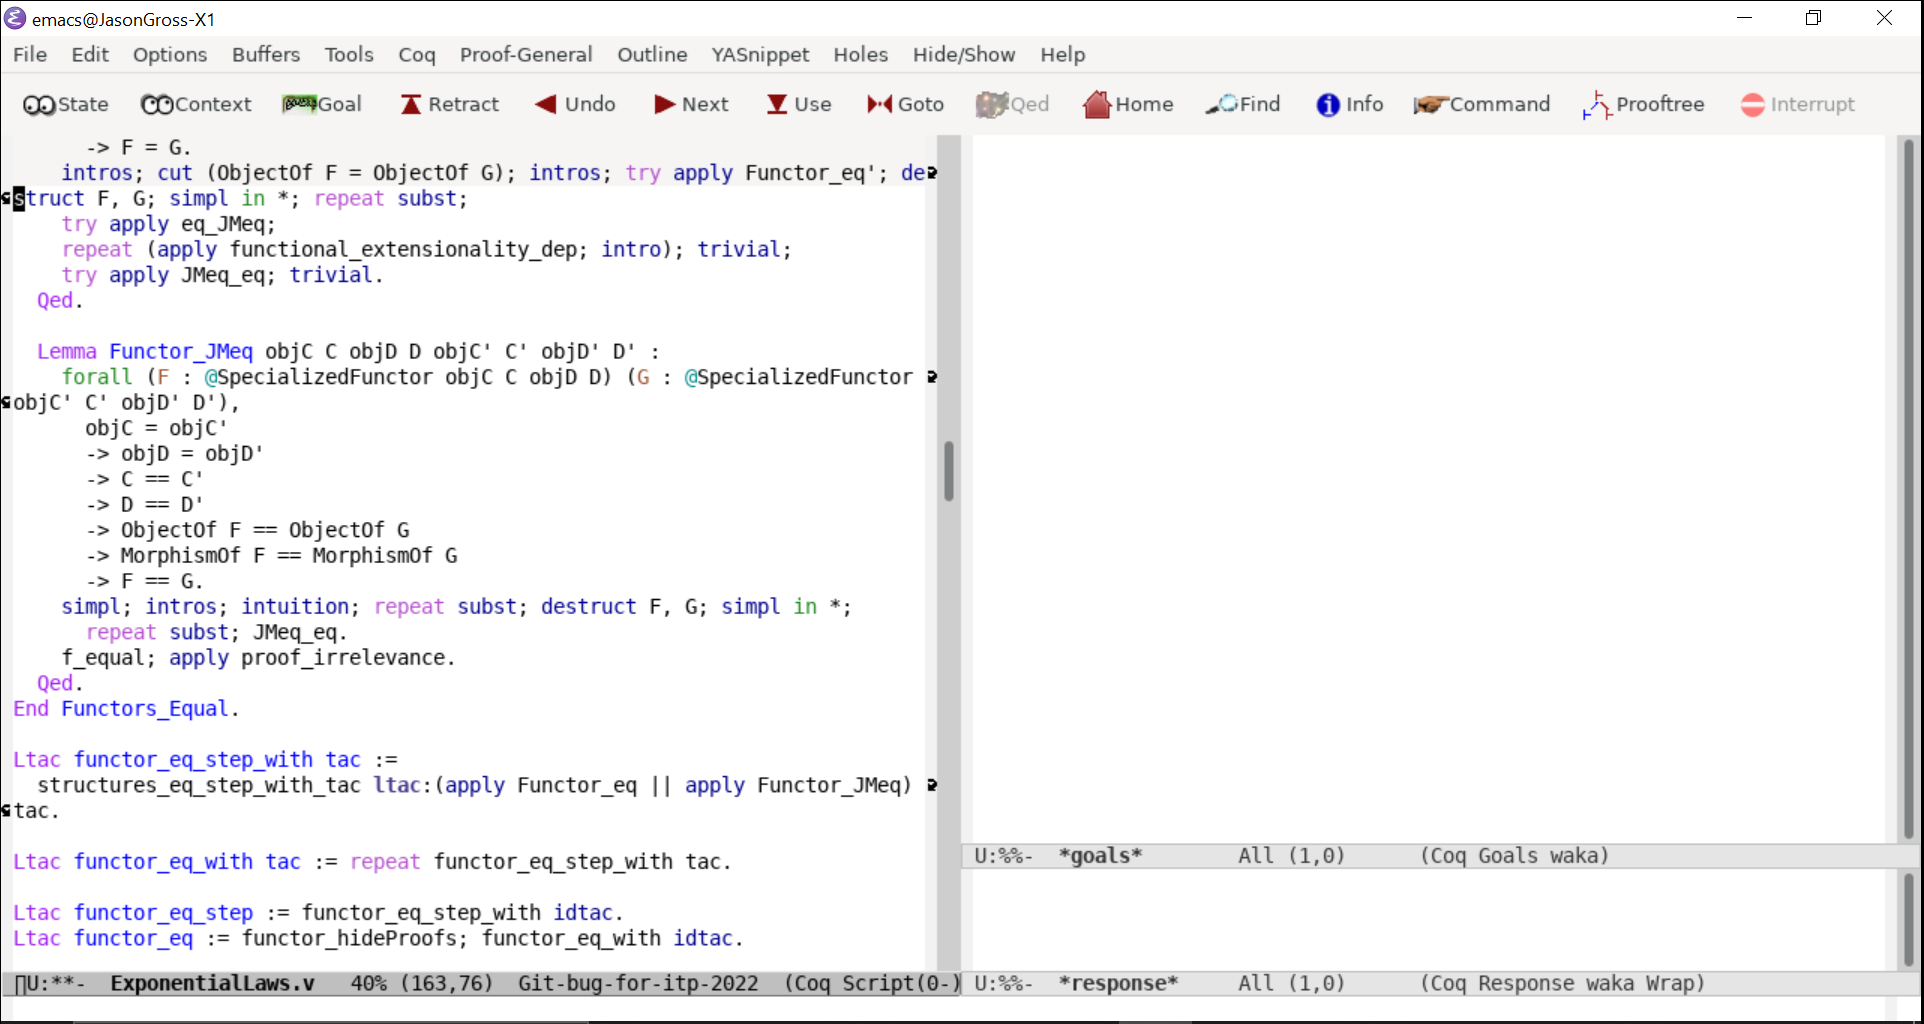 emacs@JasonGross-X1
File Edit Options Buffers Tools Coq Proof-General Outline YASnippet Holes Hide/Show Help
State Context Goal Retract Undo Next Use Goto Qed Home Find Info Command Prooftree Interrupt
-> F = G.
intros; cut (ObjectOf F = ObjectOf G); intros; try apply Functor_eq'; de
struct F, G; simpl in *; repeat subst;
try apply eq_JMeq;
repeat (apply functional_extensionality_dep; intro); trivial;
try apply JMeq_eq; trivial.
Qed.
Lemma Functor_JMeq objC C objD D objC' C' objD' D' :
forall (F : @SpecializedFunctor objC C objD D) (G : @SpecializedFunctor
objC' C' objD' D'),
objC = objC'
-> objD = objD'
-> C == C'
-> D == D'
-> ObjectOf F == ObjectOf G
-> MorphismOf F == MorphismOf G
-> F == G.
simpl; intros; intuition; repeat subst; destruct F, G; simpl in *;
repeat subst; JMeq_eq.
f_equal; apply proof_irrelevance.
Qed.
End Functors_Equal.
Ltac functor_eq_step_with tac :=
structures_eq_step_with_tac ltac:(apply Functor_eq || apply Functor_JMeq)
tac.
Ltac functor_eq_with tac := repeat functor_eq_step_with tac.
Ltac functor_eq_step := functor_eq_step_with idtac.
Ltac functor_eq := functor_hideProofs; functor_eq_with idtac.
U:**- ExponentialLaws.v 40% (163,76) Git-bug-for-itp-2022 (Coq Script(0-)
U:%%- *goals* All (1,0) (Coq Goals waka)
U:%%- *response* All (1,0) (Coq Response waka Wrap)